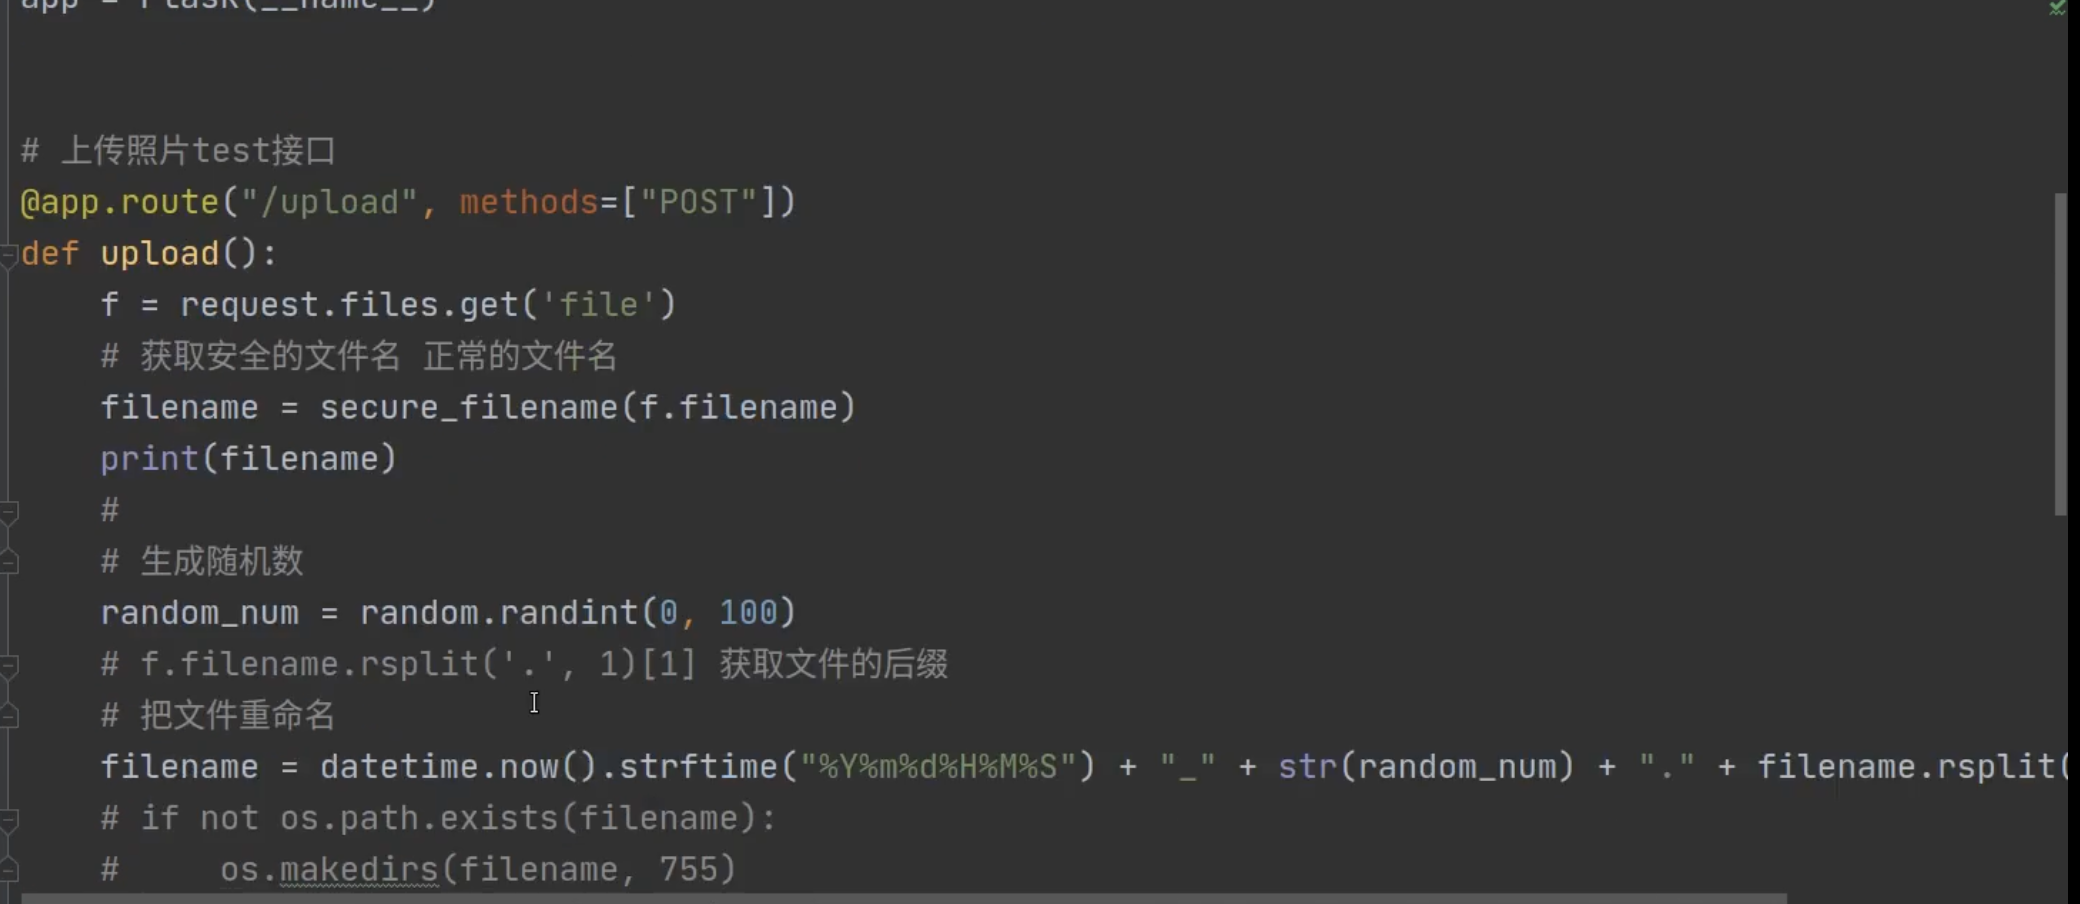 app = Flask(__name__)
# 上传照片test接口
@app.route("/upload", methods=["POST"])
def upload():
    f = request.files.get('file')
    # 获取安全的文件名 正常的文件名
    filename = secure_filename(f.filename)
    print(filename)
    #
    # 生成随机数
    random_num = random.randint(0, 100)
    # f.filename.rsplit('.', 1)[1] 获取文件的后缀
    # 把文件重命名
    filename = datetime.now().strftime("%Y%m%d%H%M%S") + "_" + str(random_num) + "." + filename.rsplit(
    # if not os.path.exists(filename):
    #     os.makedirs(filename, 755)